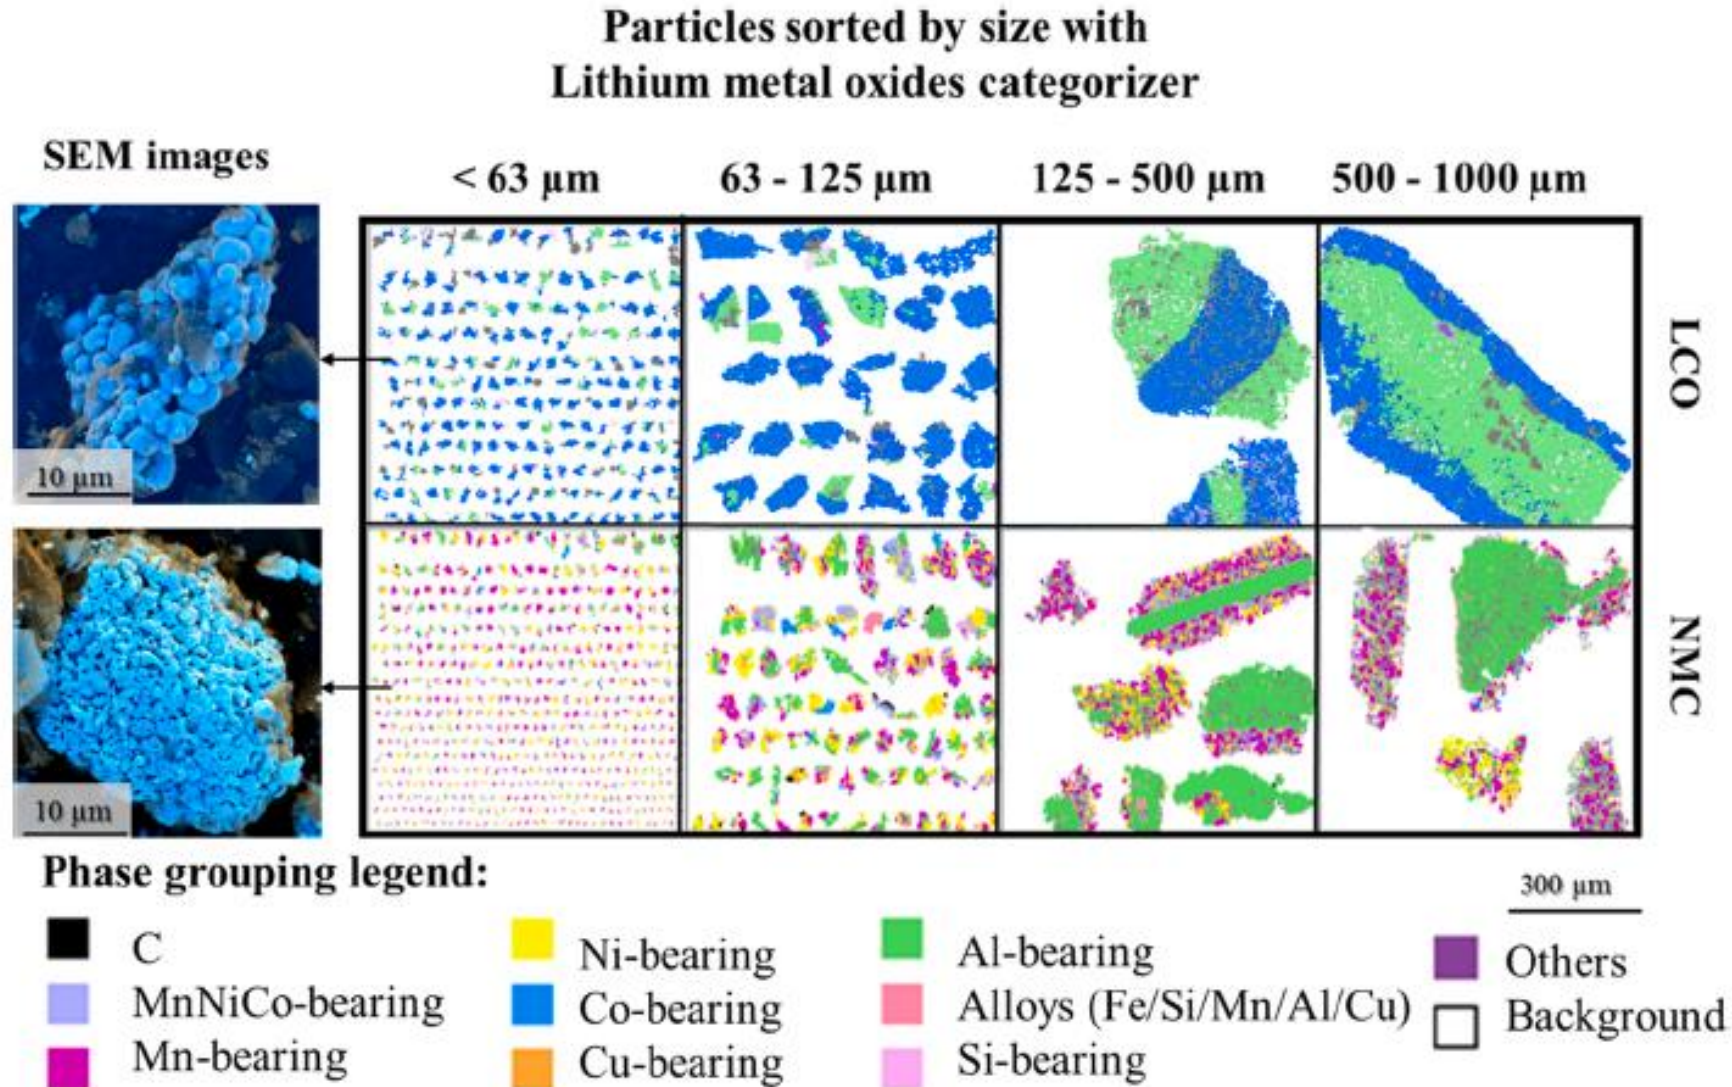 Particles sorted by size with
Lithium metal oxides categorizer
SEM images
< 63 µm
63 - 125 µm
125 - 500 µm
500 - 1000 µm
10 µm
LCO
10 µm
NMC
Phase grouping legend:
300 µm
C
MnNiCo-bearing
Mn-bearing
Ni-bearing
Co-bearing
Cu-bearing
Al-bearing
Alloys (Fe/Si/Mn/Al/Cu)
Si-bearing
Others
Background